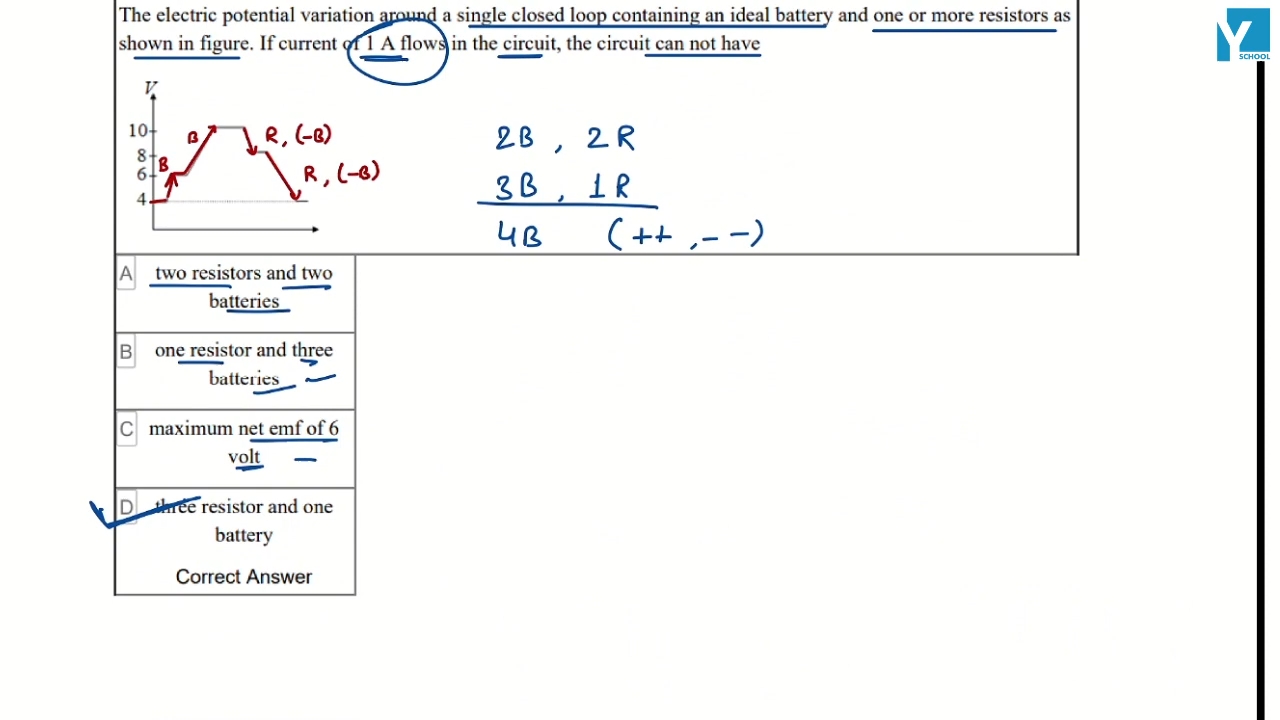 The electric potential variation around a single closed loop containing an ideal battery and one or more resistors as
shown in figure. If current of 1 A flows in the circuit, the circuit can not have
V
10
8
6
4
B
B
R, (-B)
R, (-B)
2B , 2R
3B , 1R
4B (++ , - -)
A two resistors and two
batteries
B one resistor and three
batteries
C maximum net emf of 6
volt
D three resistor and one
battery
Correct Answer
Y
SCHOOL